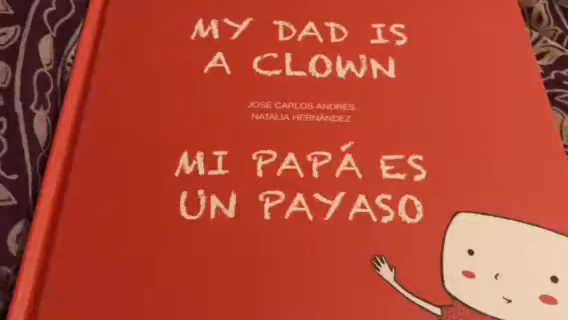 MY DAD IS
A CLOWN
JOSÉ CARLOS ANDRÉS
NATALIA HERNÁNDEZ
MI PAPÁ ES
UN PAYASO